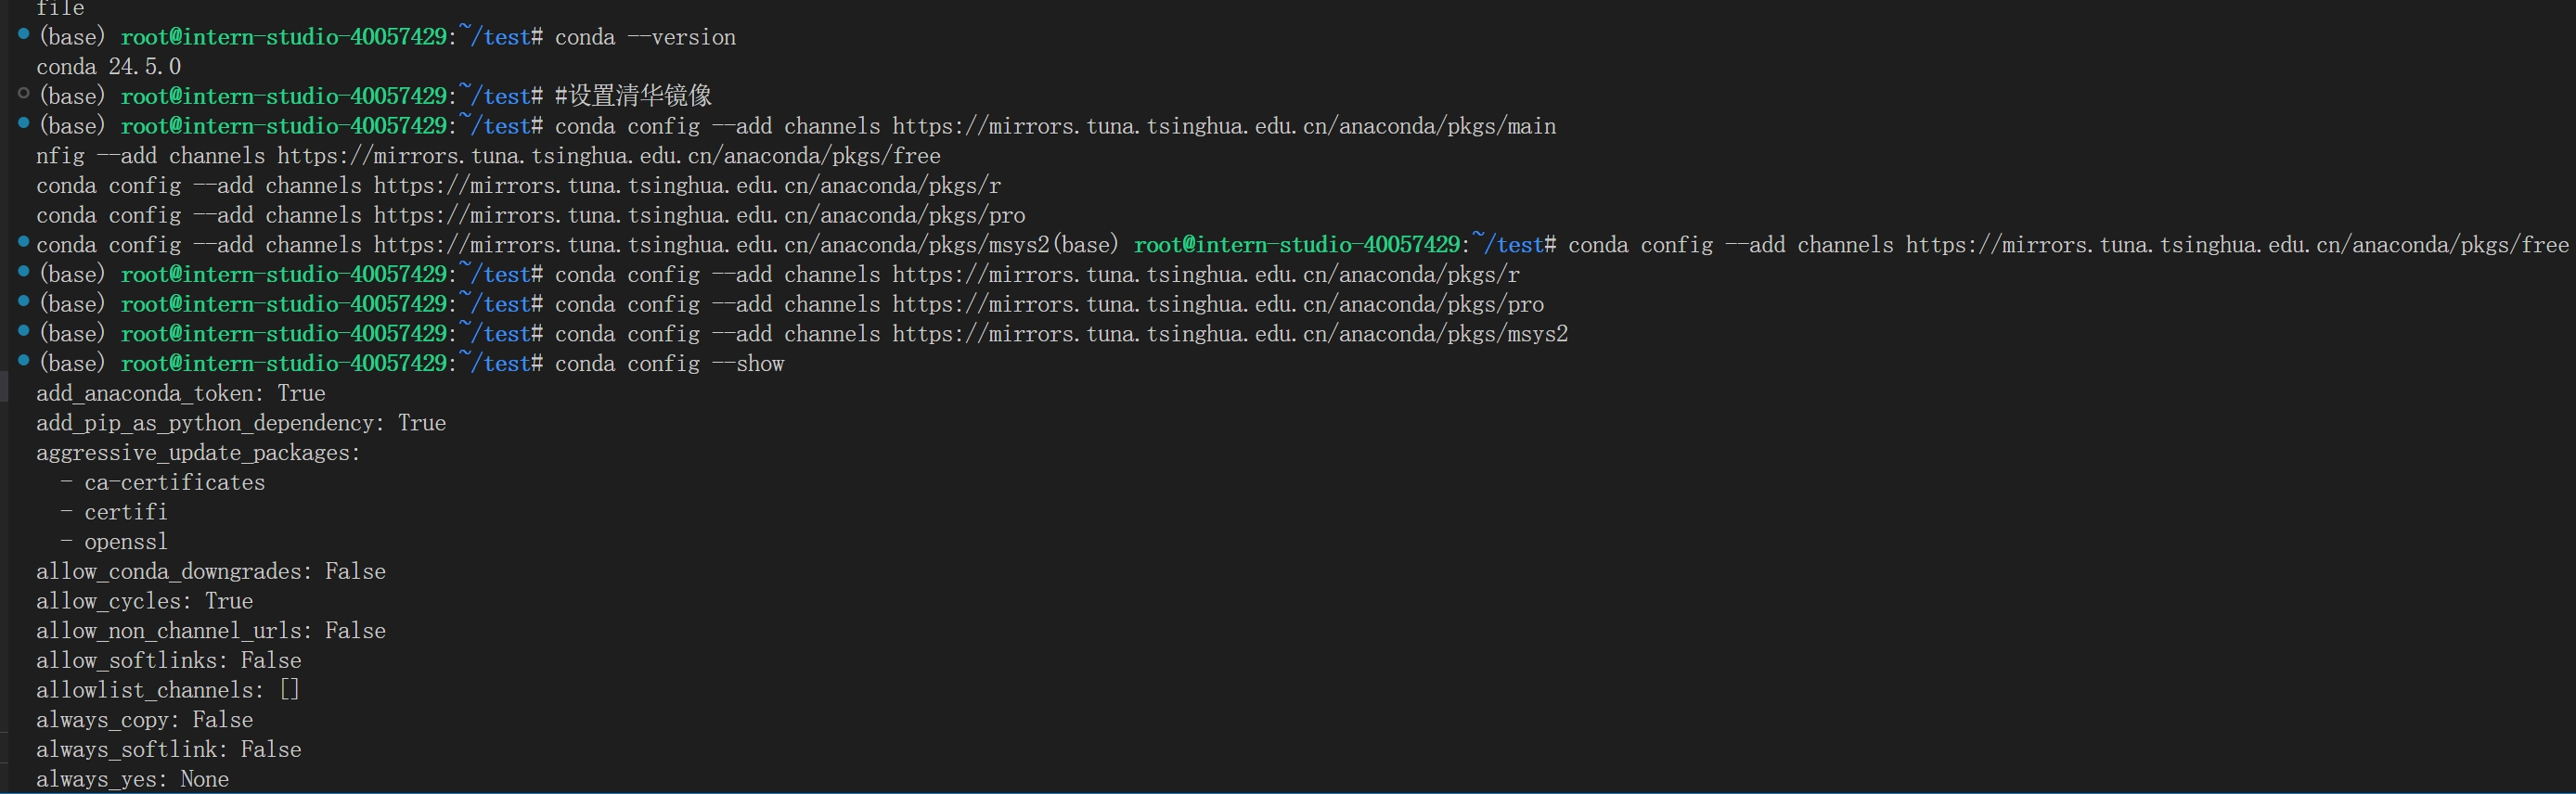 file
(base) root@intern-studio-40057429:~/test# conda --version
conda 24.5.0
(base) root@intern-studio-40057429:~/test# #设置清华镜像
(base) root@intern-studio-40057429:~/test# conda config --add channels https://mirrors.tuna.tsinghua.edu.cn/anaconda/pkgs/main
nfig --add channels https://mirrors.tuna.tsinghua.edu.cn/anaconda/pkgs/free
conda config --add channels https://mirrors.tuna.tsinghua.edu.cn/anaconda/pkgs/r
conda config --add channels https://mirrors.tuna.tsinghua.edu.cn/anaconda/pkgs/pro
conda config --add channels https://mirrors.tuna.tsinghua.edu.cn/anaconda/pkgs/msys2(base) root@intern-studio-40057429:~/test# conda config --add channels https://mirrors.tuna.tsinghua.edu.cn/anaconda/pkgs/free
(base) root@intern-studio-40057429:~/test# conda config --add channels https://mirrors.tuna.tsinghua.edu.cn/anaconda/pkgs/r
(base) root@intern-studio-40057429:~/test# conda config --add channels https://mirrors.tuna.tsinghua.edu.cn/anaconda/pkgs/pro
(base) root@intern-studio-40057429:~/test# conda config --add channels https://mirrors.tuna.tsinghua.edu.cn/anaconda/pkgs/msys2
(base) root@intern-studio-40057429:~/test# conda config --show
add_anaconda_token: True
add_pip_as_python_dependency: True
aggressive_update_packages:
  - ca-certificates
  - certifi
  - openssl
allow_conda_downgrades: False
allow_cycles: True
allow_non_channel_urls: False
allow_softlinks: False
allowlist_channels: []
always_copy: False
always_softlink: False
always_yes: None